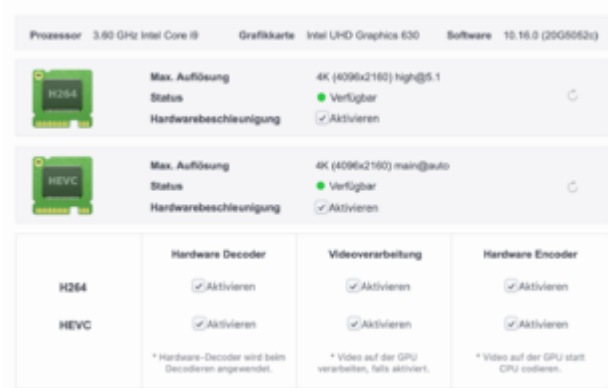 Prozessor 3.60 GHz Intel Core i9 Grafikkarte Intel UHD Graphics 630 Software 10.16.0 (20G5052c)
H264
Max. Auflösung 4K (4096x2160) high@5.1
Status Verfügbar
Hardwarebeschleunigung Aktivieren
HEVC
Max. Auflösung 4K (4096x2160) main@auto
Status Verfügbar
Hardwarebeschleunigung Aktivieren
Hardware Decoder Videoverarbeitung Hardware Encoder
H264 Aktivieren Aktivieren Aktivieren
HEVC Aktivieren Aktivieren Aktivieren
* Hardware-Decoder wird beim * Video auf der GPU * Video auf der GPU statt
Decodieren angewendet. verarbeiten, falls aktiviert. CPU codieren.